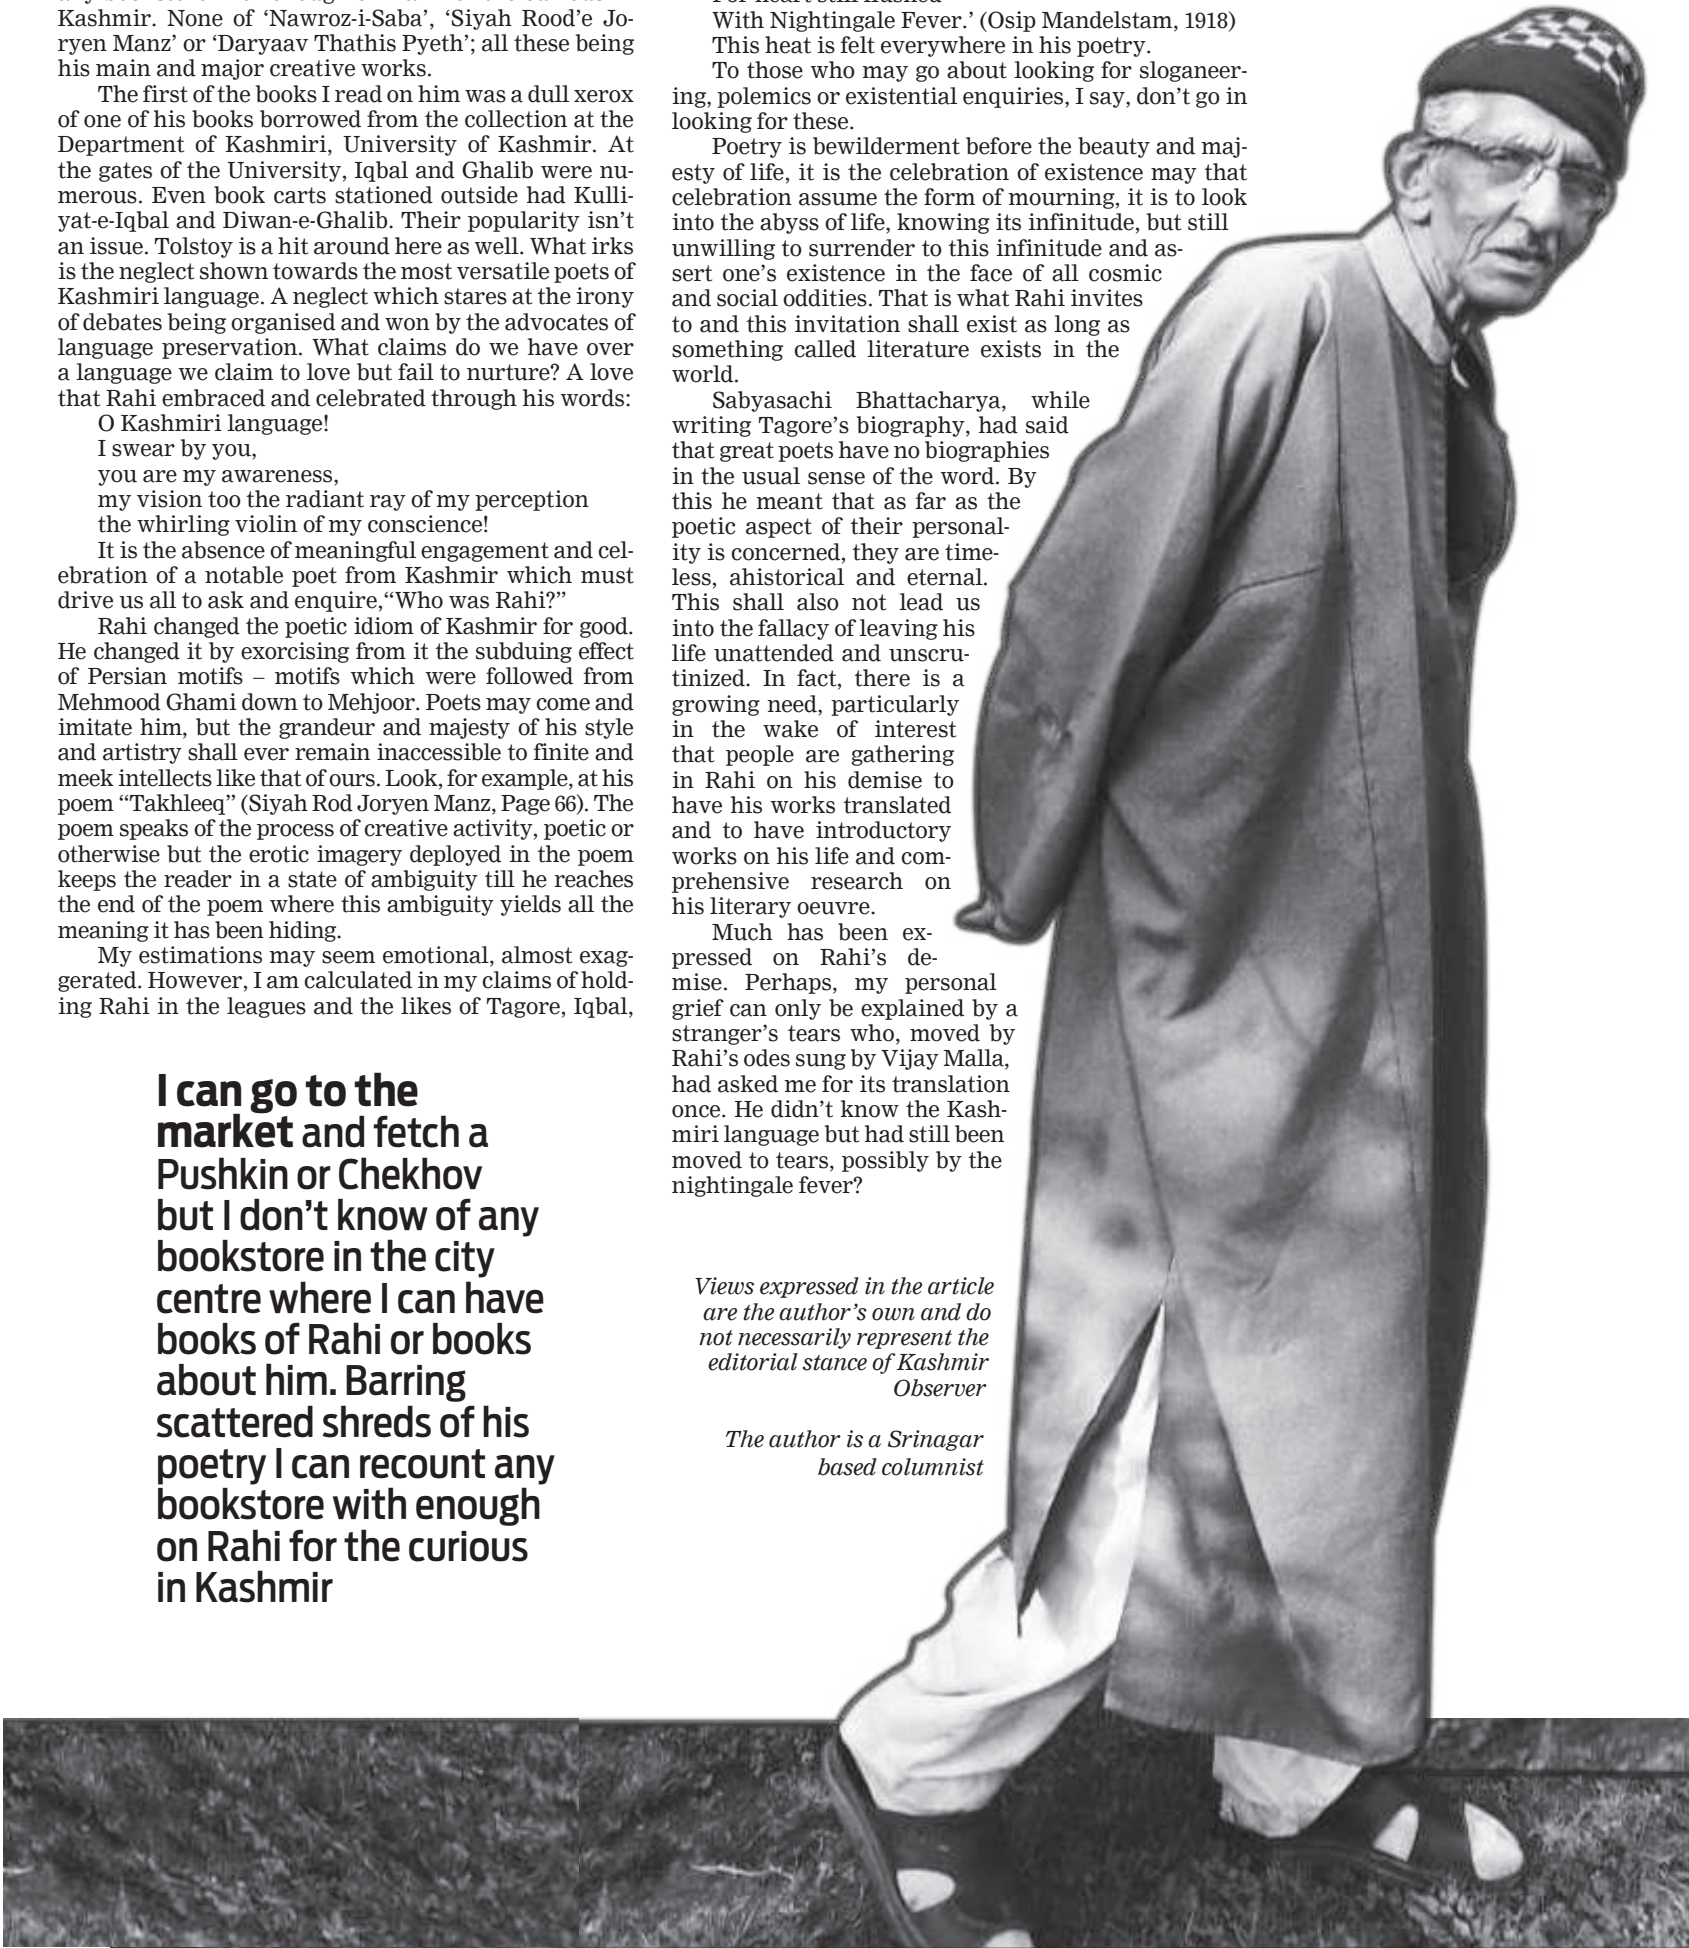 Kashmir. None of ‘Nawroz-i-Saba’, ‘Siyah Rood’e Jo-
ryen Manz’ or ‘Daryaav Thathis Pyeth’; all these being
his main and major creative works.
The first of the books I read on him was a dull xerox
of one of his books borrowed from the collection at the
Department of Kashmiri, University of Kashmir. At
the gates of the University, Iqbal and Ghalib were nu-
merous. Even book carts stationed outside had Kulli-
yat-e-Iqbal and Diwan-e-Ghalib. Their popularity isn’t
an issue. Tolstoy is a hit around here as well. What irks
is the neglect shown towards the most versatile poets of
Kashmiri language. A neglect which stares at the irony
of debates being organised and won by the advocates of
language preservation. What claims do we have over
a language we claim to love but fail to nurture? A love
that Rahi embraced and celebrated through his words:
O Kashmiri language!
I swear by you,
you are my awareness,
my vision too the radiant ray of my perception
the whirling violin of my conscience!
It is the absence of meaningful engagement and cel-
ebration of a notable poet from Kashmir which must
drive us all to ask and enquire,“Who was Rahi?”
Rahi changed the poetic idiom of Kashmir for good.
He changed it by exorcising from it the subduing effect
of Persian motifs – motifs which were followed from
Mehmood Ghami down to Mehjoor. Poets may come and
imitate him, but the grandeur and majesty of his style
and artistry shall ever remain inaccessible to finite and
meek intellects like that of ours. Look, for example, at his
poem “Takhleeq” (Siyah Rod Joryen Manz, Page 66). The
poem speaks of the process of creative activity, poetic or
otherwise but the erotic imagery deployed in the poem
keeps the reader in a state of ambiguity till he reaches
the end of the poem where this ambiguity yields all the
meaning it has been hiding.
My estimations may seem emotional, almost exag-
gerated. However, I am calculated in my claims of hold-
ing Rahi in the leagues and the likes of Tagore, Iqbal,
I can go to the
market and fetch a
Pushkin or Chekhov
but I don’t know of any
bookstore in the city
centre where I can have
books of Rahi or books
about him. Barring
scattered shreds of his
poetry I can recount any
bookstore with enough
on Rahi for the curious
in Kashmir
With Nightingale Fever.’ (Osip Mandelstam, 1918)
This heat is felt everywhere in his poetry.
To those who may go about looking for sloganeer-
ing, polemics or existential enquiries, I say, don’t go in
looking for these.
Poetry is bewilderment before the beauty and maj-
esty of life, it is the celebration of existence may that
celebration assume the form of mourning, it is to look
into the abyss of life, knowing its infinitude, but still
unwilling to surrender to this infinitude and as-
sert one’s existence in the face of all cosmic
and social oddities. That is what Rahi invites
to and this invitation shall exist as long as
something called literature exists in the
world.
Sabyasachi Bhattacharya, while
writing Tagore’s biography, had said
that great poets have no biographies
in the usual sense of the word. By
this he meant that as far as the
poetic aspect of their personal-
ity is concerned, they are time-
less, ahistorical and eternal.
This shall also not lead us
into the fallacy of leaving his
life unattended and unscru-
tinized. In fact, there is a
growing need, particularly
in the wake of interest
that people are gathering
in Rahi on his demise to
have his works translated
and to have introductory
works on his life and com-
prehensive research on
his literary oeuvre.
Much has been ex-
pressed on Rahi’s de-
mise. Perhaps, my personal
grief can only be explained by a
stranger’s tears who, moved by
Rahi’s odes sung by Vijay Malla,
had asked me for its translation
once. He didn’t know the Kash-
miri language but had still been
moved to tears, possibly by the
nightingale fever?
Views expressed in the article
are the author’s own and do
not necessarily represent the
editorial stance of Kashmir
Observer
The author is a Srinagar
based columnist